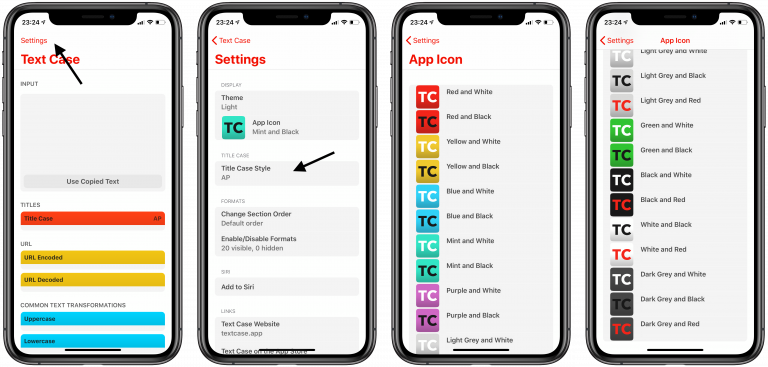 23:24
Settings
Text Case
INPUT
Use Copied Text
TITLES
Title Case AP
URL
URL Encoded
URL Decoded
COMMON TEXT TRANSFORMATIONS
Uppercase
Lowercase
23:24
Text Case
Settings
DISPLAY
Theme
Light
TC
App Icon
Mint and Black
TITLE CASE
Title Case Style
AP
FORMATS
Change Section Order
Default order
Enable/Disable Formats
20 visible, 0 hidden
SIRI
Add to Siri
LINKS
Text Case Website
textcase.app
Text Case on the App Store
23:24
Settings
App Icon
TC Red and White
TC Red and Black
TC Yellow and White
TC Yellow and Black
TC Blue and White
TC Blue and Black
TC Mint and White
TC Mint and Black
TC Purple and White
TC Purple and Black
TC Light Grey and White
23:24
Settings App Icon
TC Light Grey and White
TC Light Grey and Black
TC Light Grey and Red
TC Green and White
TC Green and Black
TC Black and White
TC Black and Red
TC White and Black
TC White and Red
TC Dark Grey and White
TC Dark Grey and Black
TC Dark Grey and Red